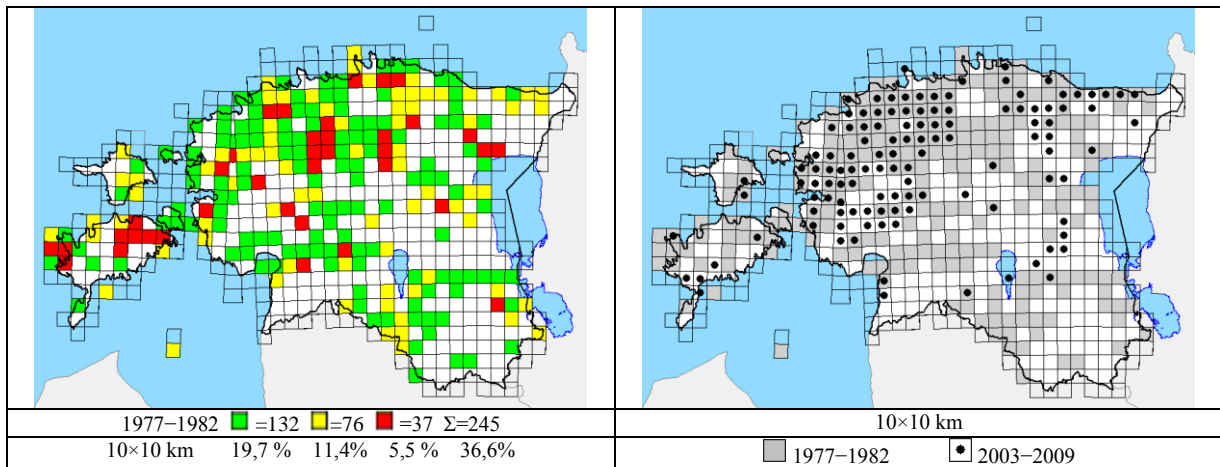 1977−1982 =132 =76 =37 Σ=245
10×10 km 19,7 % 11,4% 5,5 % 36,6%
10×10 km
1977−1982 2003−2009